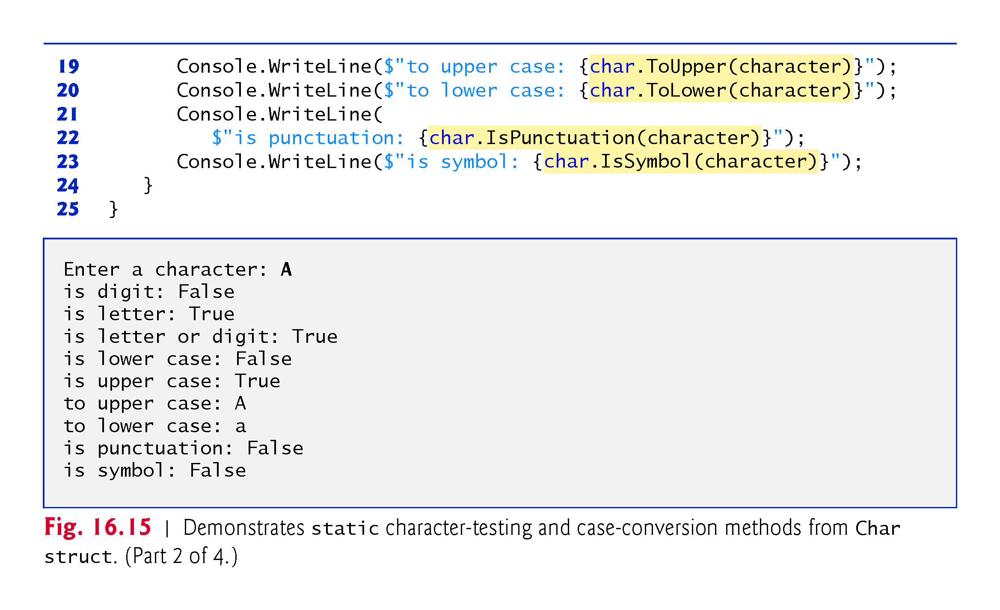 19 Console.WriteLine($"to upper case: {char.ToUpper(character)}");
20 Console.WriteLine($"to lower case: {char.ToLower(character)}");
21 Console.WriteLine(
22 $"is punctuation: {char.IsPunctuation(character)}");
23 Console.WriteLine($"is symbol: {char.IsSymbol(character)}");
24 }
25 }
Enter a character: A
is digit: False
is letter: True
is letter or digit: True
is lower case: False
is upper case: True
to upper case: A
to lower case: a
is punctuation: False
is symbol: False
Fig. 16.15 | Demonstrates static character-testing and case-conversion methods from Char
struct. (Part 2 of 4.)